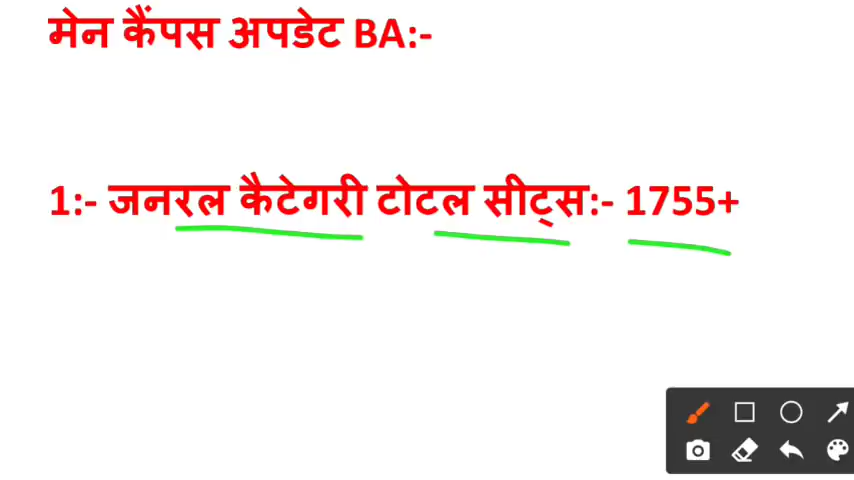 मेन कैंपस अपडेट BA:-
1:- जनरल कैटेगरी टोटल सीट्स:- 1755+